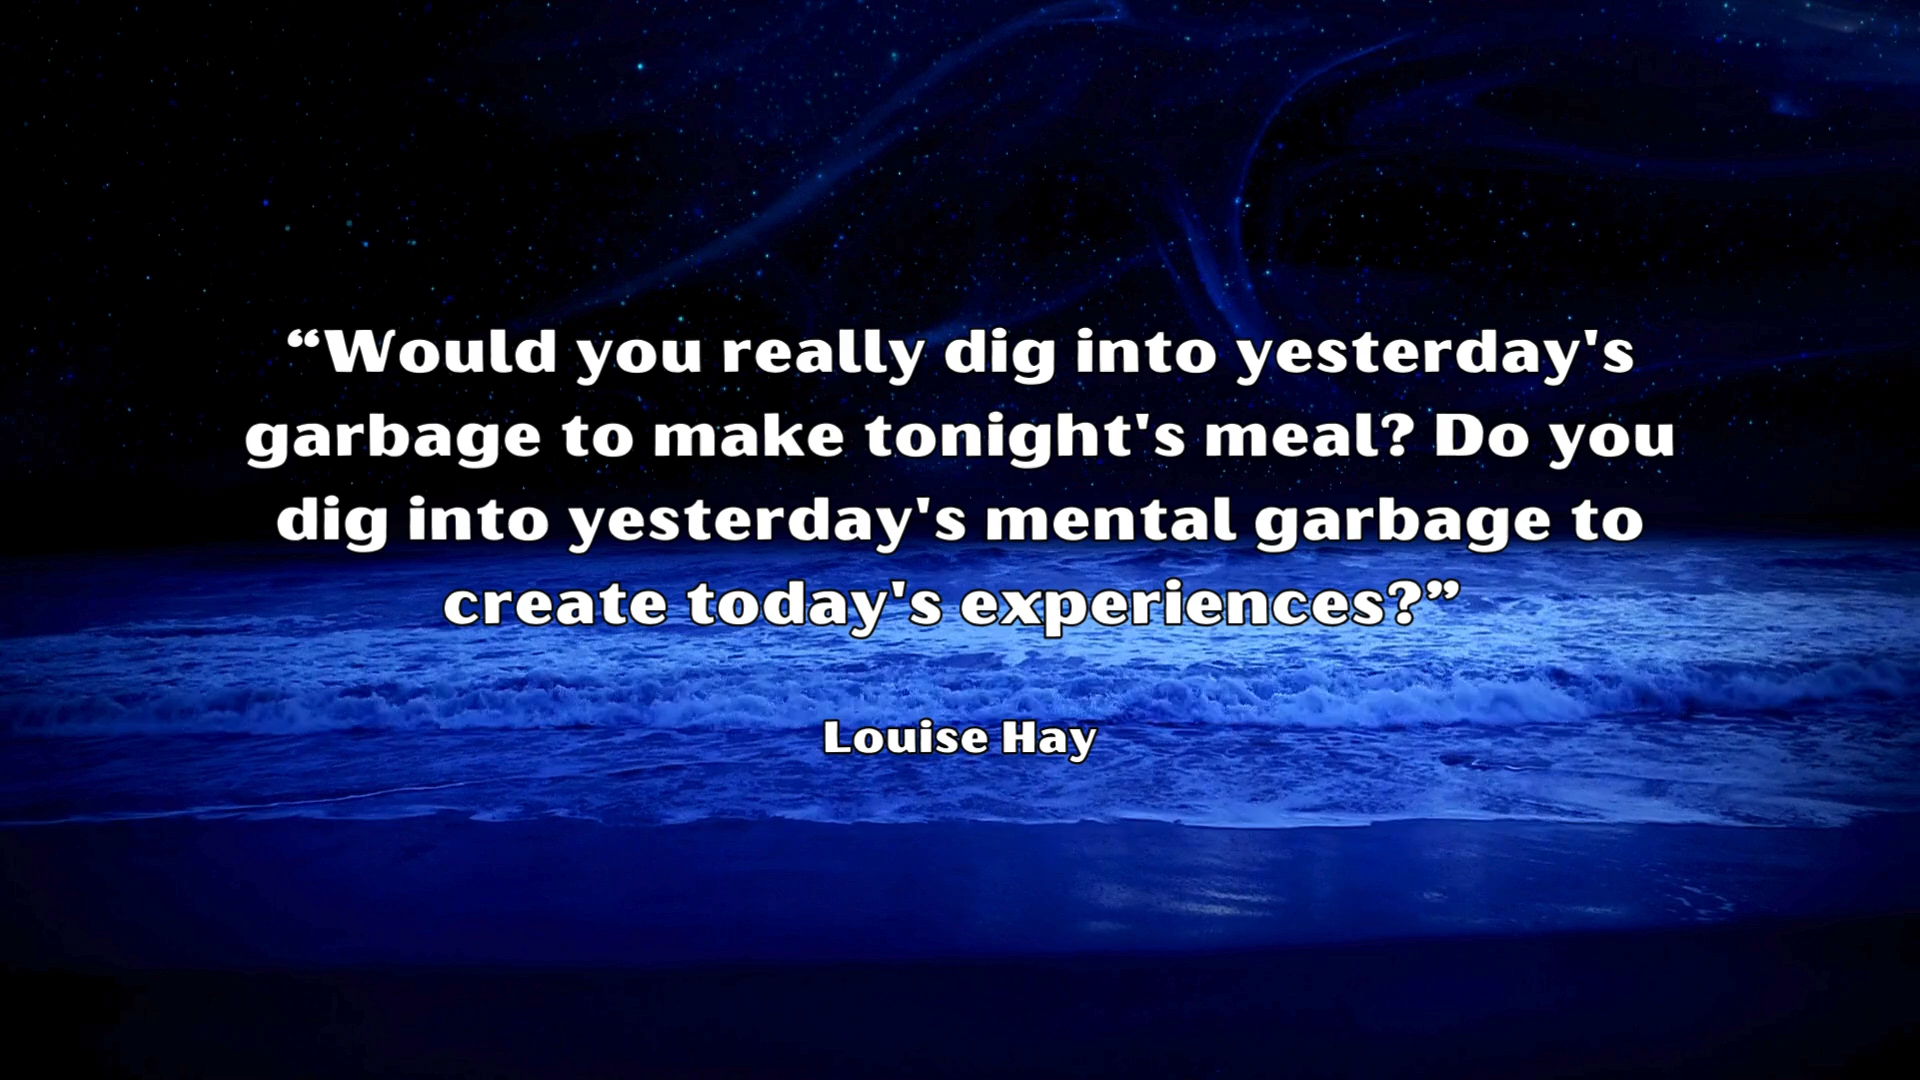 “Would you really dig into yesterday's
garbage to make tonight's meal? Do you
dig into yesterday's mental garbage to
create today's experiences?”
Louise Hay